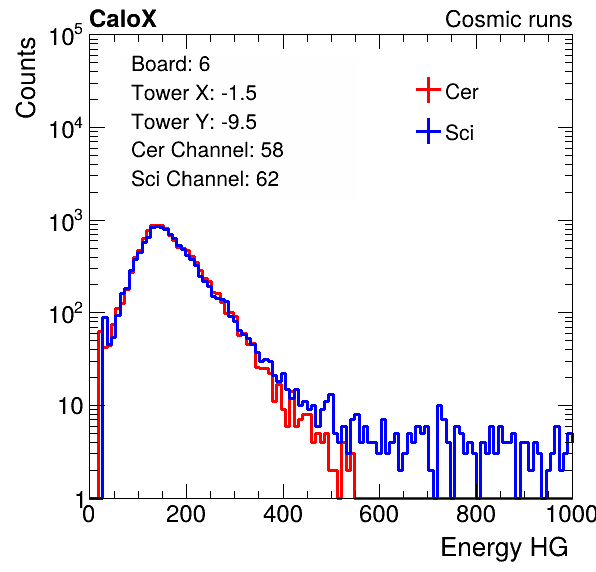 CaloX Cosmic runs
Counts
10^5
10^4
10^3
10^2
10
1
Board: 6
Tower X: -1.5
Tower Y: -9.5
Cer Channel: 58
Sci Channel: 62
Cer
Sci
0 200 400 600 800 1000
Energy HG